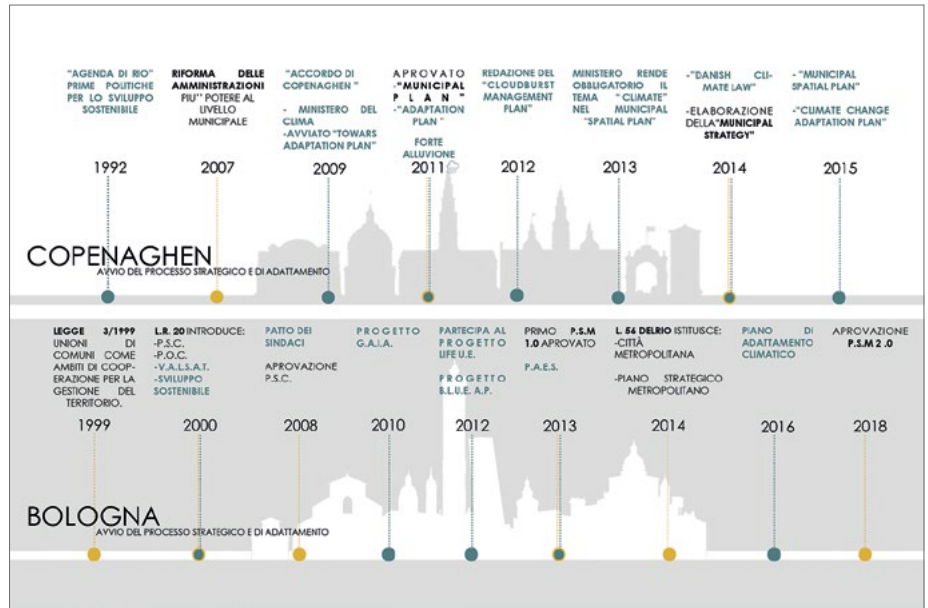 "AGENDA DI RIO"
PRIME POLITICHE
PER LO SVILUPPO
SOSTENIBILE
1992
RIFORMA DELLE
AMMINISTRAZIONI
PIU'' POTERE AL
LIVELLO
MUNICIPALE
2007
"ACCORDO DI
COPENAGHEN"
- MINISTERO DEL
CLIMA
-AVVIATO "TOWARS
ADAPTATION PLAN"
2009
APROVATO
-"MUNICIPAL
PLAN"
-"ADAPTATION
PLAN "
FORTE
ALLUVIONE
2011
REDAZIONE DEL
"CLOUDBURST
MANAGEMENT
PLAN"
2012
MINISTERO RENDE
OBBLIGATORIO IL
TEMA "CLIMATE"
NEL MUNICIPAL
"SPATIAL PLAN"
2013
-"DANISH CLI-
MATE LAW"
-ELABORAZIONE
DELLA"MUNICIPAL
STRATEGY"
2014
- "MUNICIPAL
SPATIAL PLAN"
-"CLIMATE CHANGE
ADAPTATION PLAN"
2015
COPENAGHEN
AVVIO DEL PROCESSO STRATEGICO E DI ADATTAMENTO
LEGGE 3/1999
UNIONI DI
COMUNI COME
AMBITI DI COOP-
ERAZIONE PER LA
GESTIONE DEL
TERRITORIO.
1999
L.R. 20 INTRODUCE:
-P.S.C.
-P.O.C.
-V.A.L.S.A.T.
-SVILUPPO
SOSTENIBILE
2000
PATTO DEI
SINDACI
APROVAZIONE
P.S.C.
2008
PROGETTO
G.A.I.A.
2010
PARTECIPA AL
PROGETTO
LIFE U.E.
PROGETTO
B.L.U.E. A.P.
2012
PRIMO P.S.M
1.0 APROVATO
P.A.E.S.
2013
L. 56 DELRIO ISTITUISCE:
-CITTÀ
METROPOLITANA
-PIANO STRATEGICO
METROPOLITANO
2014
PIANO DI
ADATTAMENTO
CLIMATICO
2016
APROVAZIONE
P.S.M 2 .0
2018
BOLOGNA
AVVIO DEL PROCESSO STRATEGICO E DI ADATTAMENTO